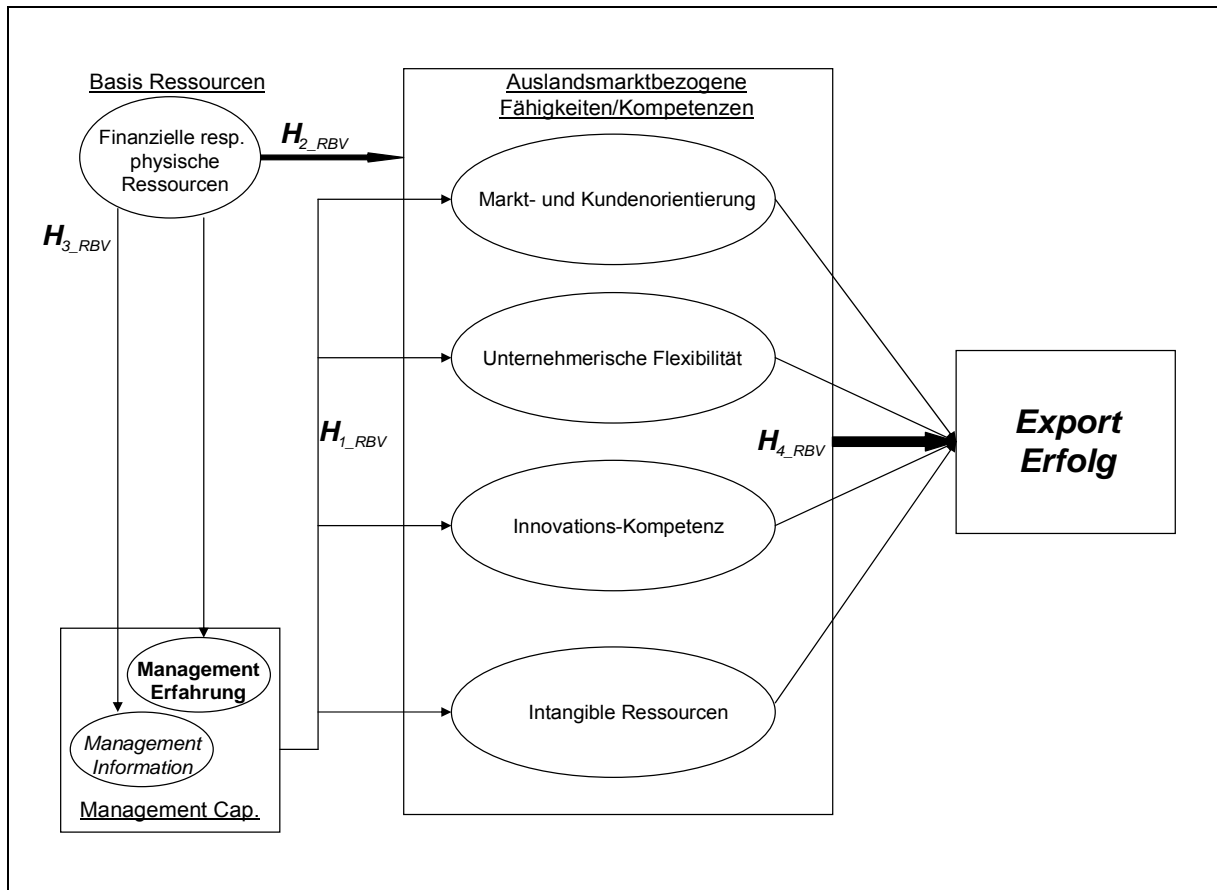 Basis Ressourcen
Finanzielle resp.
physische
Ressourcen
H2_RBV
H3_RBV
Management
Erfahrung
Management
Information
Management Cap.
H1_RBV
Auslandsmarktbezogene
Fähigkeiten/Kompetenzen
Markt- und Kundenorientierung
Unternehmerische Flexibilität
Innovations-Kompetenz
Intangible Ressourcen
H4_RBV
Export
Erfolg